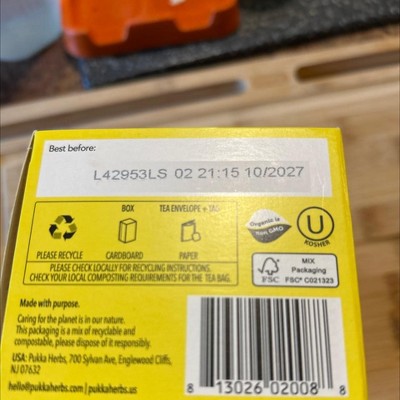 Best before:
L42953LS 02 21:15 10/2027
BOX
TEA ENVELOPE + TAG
Organic is
Non GMO
U
KOSHER
PLEASE RECYCLE
CARDBOARD
PAPER
PLEASE CHECK LOCALLY FOR RECYCLING INSTRUCTIONS.
CHECK YOUR LOCAL COMPOSTING REQUIREMENTS FOR THE TEA BAG.
FSC
MIX
Packaging
FSC® C021323
Made with purpose.
Caring for the planet is in our nature.
This packaging is a mix of recyclable and
compostable, please dispose of it responsibly.
USA: Pukka Herbs, 700 Sylvan Ave, Englewood Cliffs,
NJ 07632
hello@pukkaherbs.com | pukkaherbs.us
8 13026 02008 8